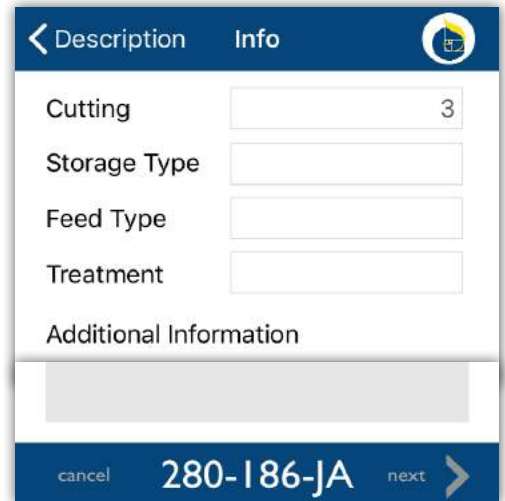 Description Info
Cutting 3
Storage Type
Feed Type
Treatment
Additional Information
cancel 280-186-JA next